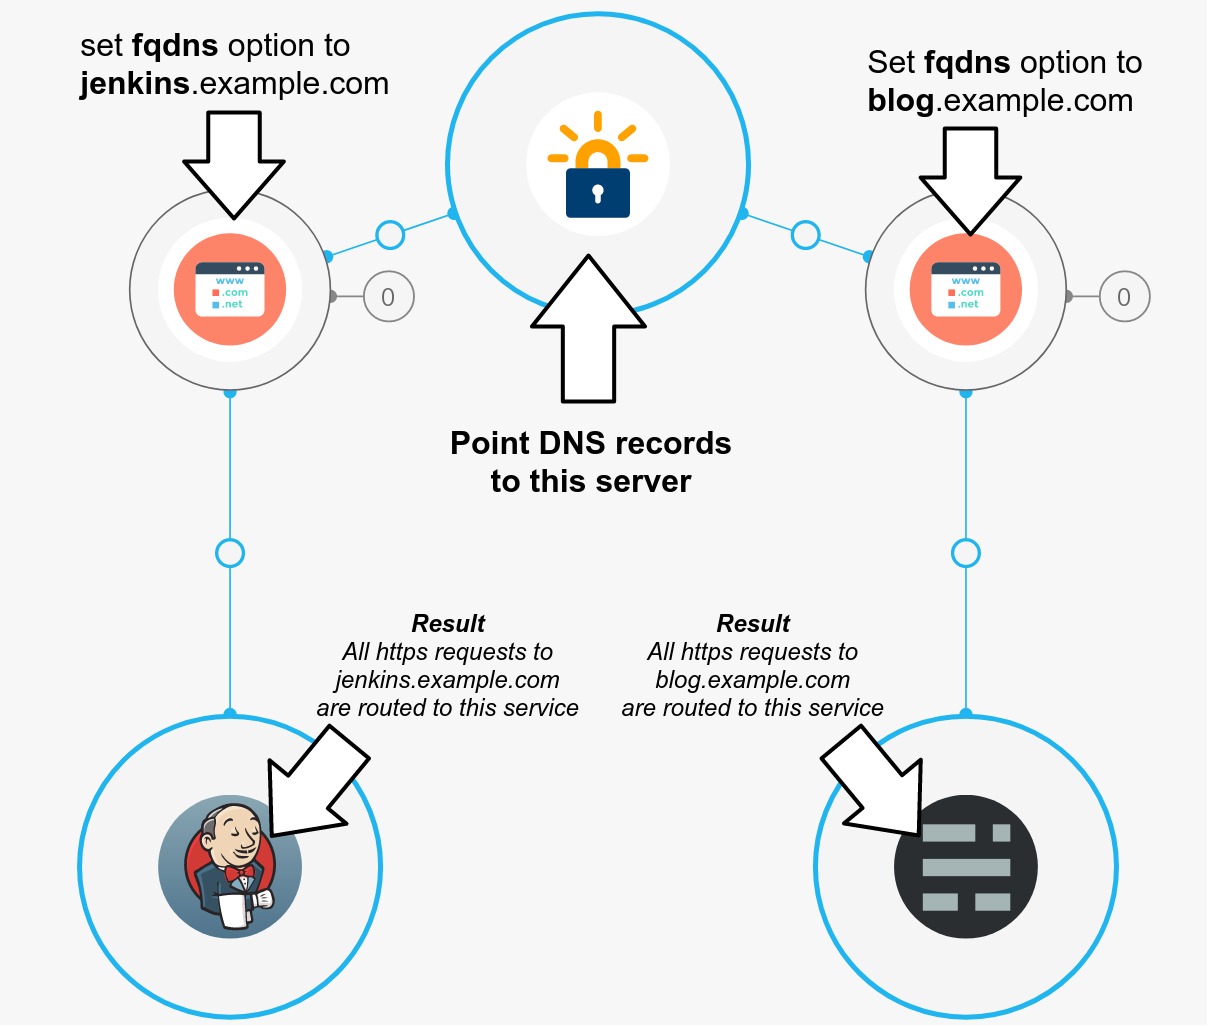 set fqdns option to
jenkins.example.com
Set fqdns option to
blog.example.com
www
.com
.net
0
www
.com
.net
0
Point DNS records
to this server
Result
All https requests to
jenkins.example.com
are routed to this service
Result
All https requests to
blog.example.com
are routed to this service